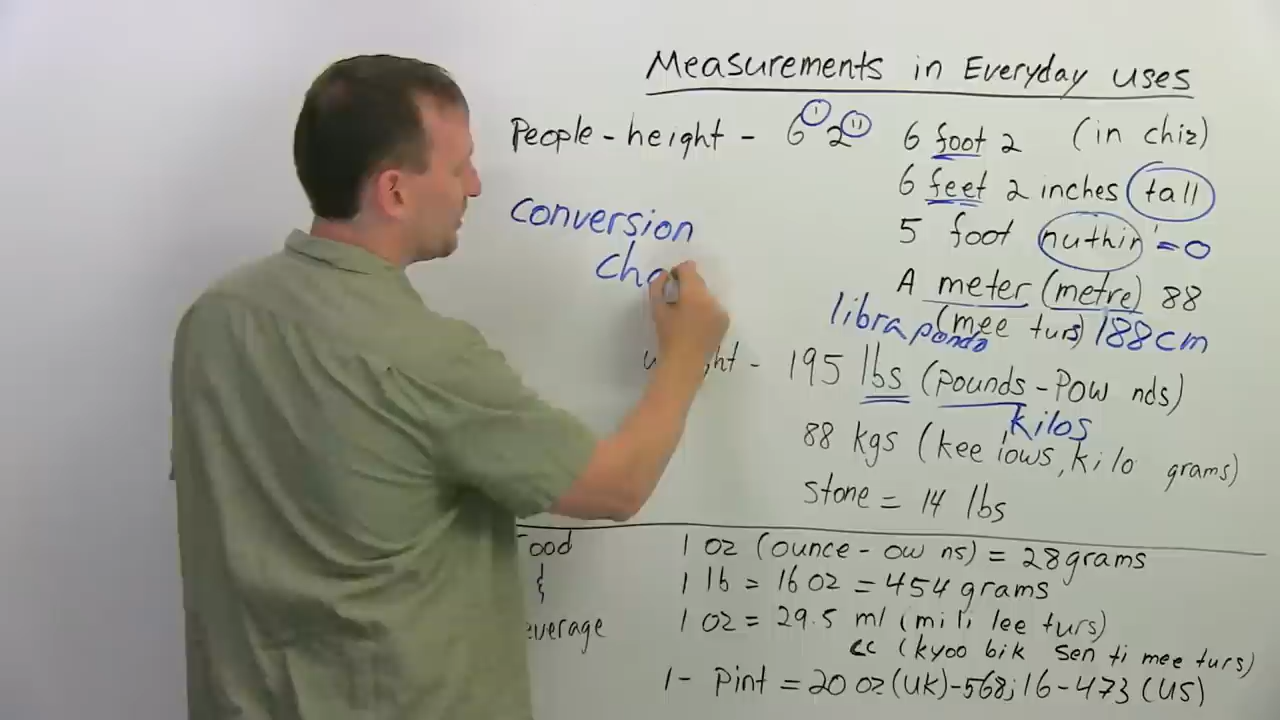 Measurements in Everyday uses
People - height - 6' 2" 6 foot 2 (in chiz)
6 feet 2 inches tall
conversion
5 foot nuthin' = 0
cha
A meter (metre) 88
libra pondo (mee turs) 188cm
195 lbs (pounds - Pow nds)
kilos
88 kgs (kee lows, kilo grams)
stone = 14 lbs
1 oz (ounce - ow ns) = 28 grams
&
1 lb = 16 oz = 454 grams
1 oz = 29.5 ml (mi li lee turs)
cc (kyoo bik sen ti mee turs)
1 - Pint = 20 oz (UK) - 568; 16 - 473 (US)